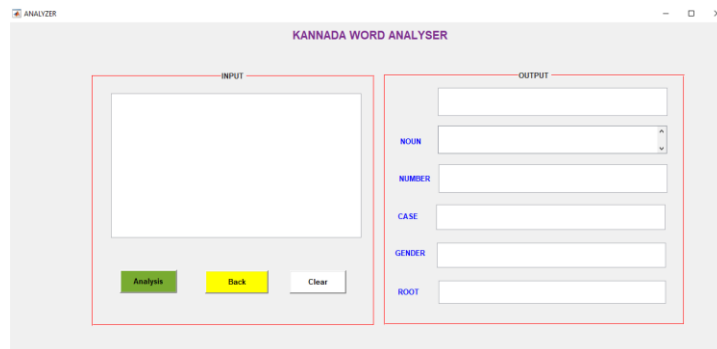 ANALYZER
KANNADA WORD ANALYSER
INPUT
Analysis
Back
Clear
OUTPUT
NOUN
NUMBER
CASE
GENDER
ROOT